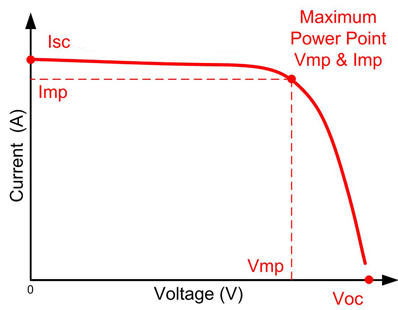 Isc
Maximum
Power Point
Vmp & Imp
Imp
Current (A)
Vmp
0
Voltage (V)
Voc